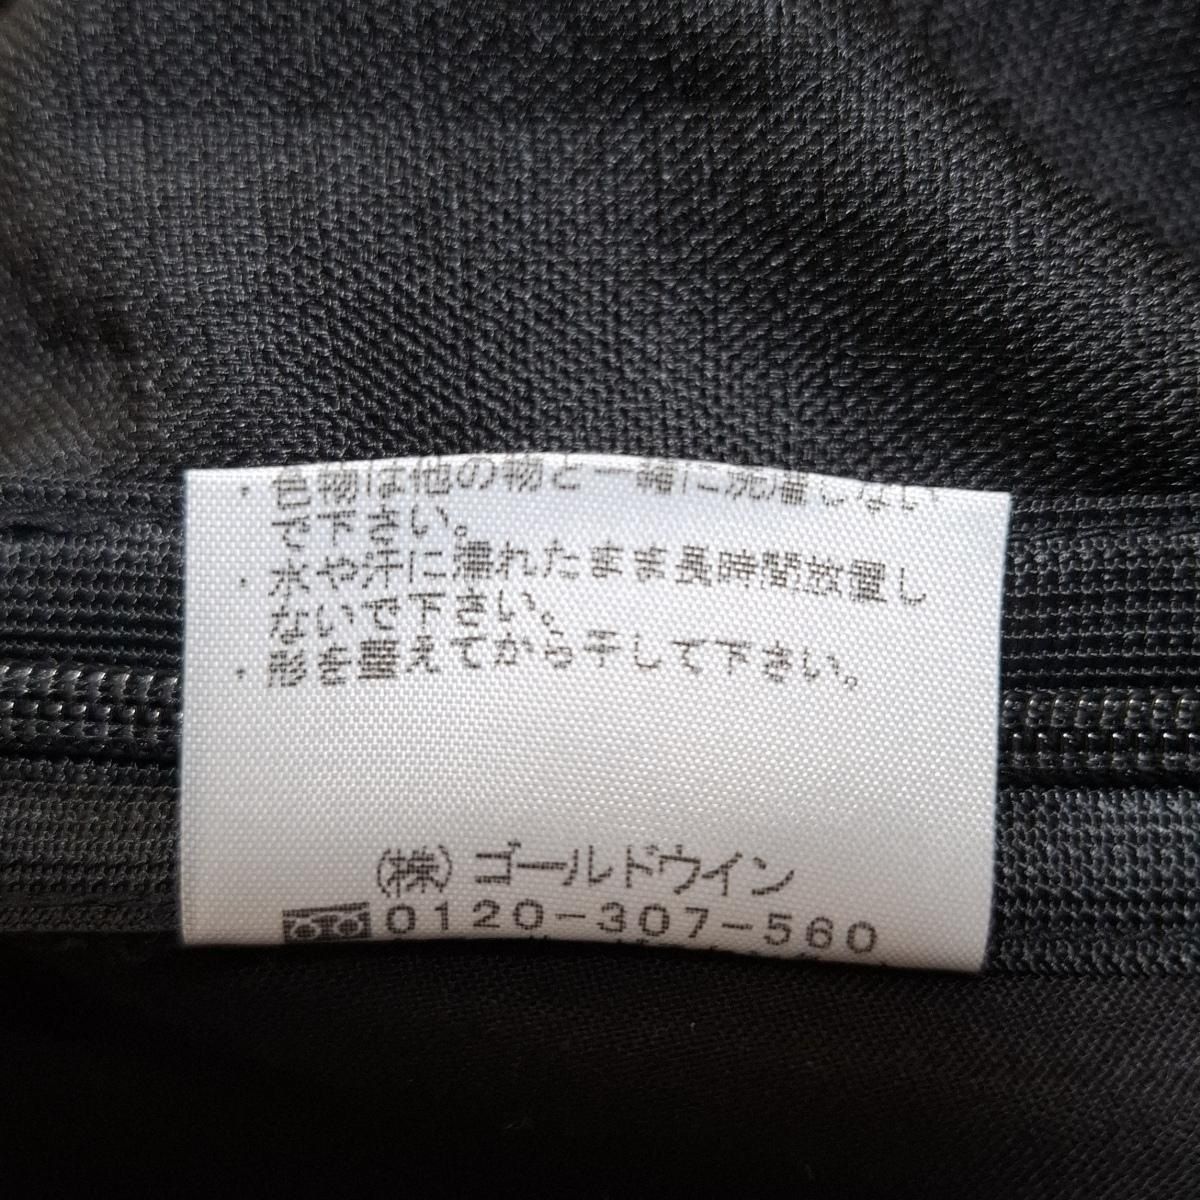 ・色物は他の物と一緒に洗濯しない
で下さい。
・水や汗に濡れたまま長時間放置し
ないで下さい。
・形を整えてから干して下さい。
(株)ゴールドウイン
0120-307-560